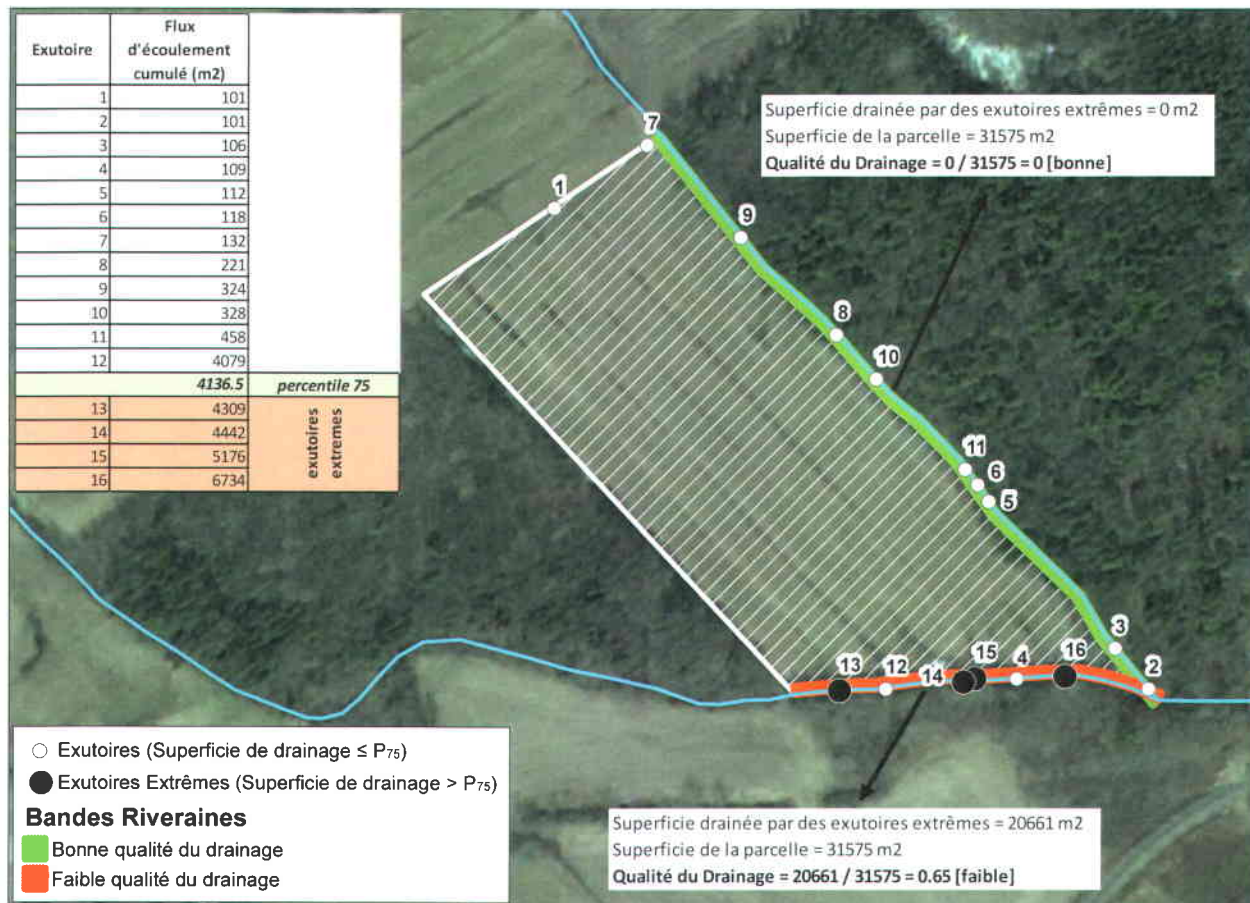 Exutoire
Flux
d'écoulement
cumulé (m2)
1 101
2 101
3 106
4 109
5 112
6 118
7 132
8 221
9 324
10 328
11 458
12 4079
4136.5 percentile 75
13 4309
14 4442
15 5176
16 6734
exutoires
extremes
Superficie drainée par des exutoires extrêmes = 0 m2
Superficie de la parcelle = 31575 m2
Qualité du Drainage = 0 / 31575 = 0 [bonne]
7
1
9
8
10
11
6
5
3
2
13
12
14
15
4
16
Exutoires (Superficie de drainage ≤ P75)
Exutoires Extrêmes (Superficie de drainage > P75)
Bandes Riveraines
Bonne qualité du drainage
Faible qualité du drainage
Superficie drainée par des exutoires extrêmes = 20661 m2
Superficie de la parcelle = 31575 m2
Qualité du Drainage = 20661 / 31575 = 0.65 [faible]